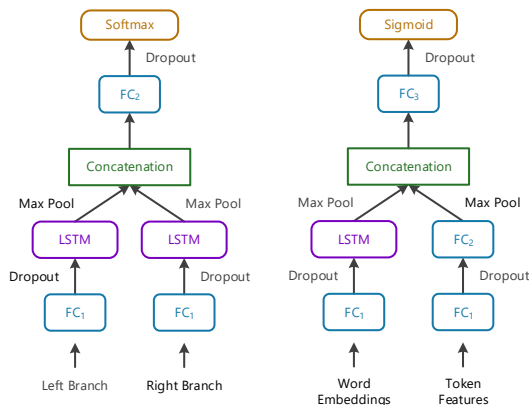 Softmax
Dropout
FC₂
Concatenation
Max Pool
Max Pool
LSTM
LSTM
Dropout
Dropout
FC₁
FC₁
Left Branch
Right Branch
Sigmoid
Dropout
FC₃
Concatenation
Max Pool
Max Pool
LSTM
FC₂
Dropout
Dropout
FC₁
FC₁
Word
Embeddings
Token
Features